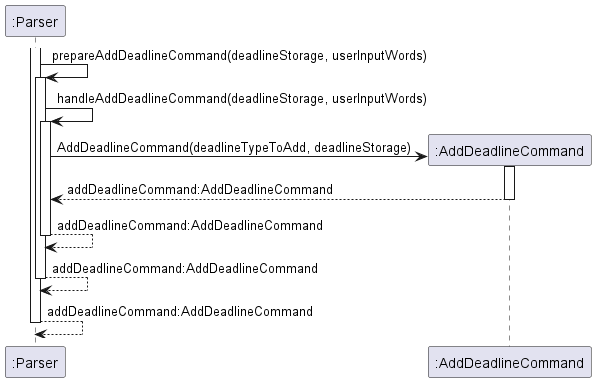 :Parser
prepareAddDeadlineCommand(deadlineStorage, userInputWords)
handleAddDeadlineCommand(deadlineStorage, userInputWords)
AddDeadlineCommand(deadlineTypeToAdd, deadlineStorage)
:AddDeadlineCommand
addDeadlineCommand:AddDeadlineCommand
addDeadlineCommand:AddDeadlineCommand
addDeadlineCommand:AddDeadlineCommand
addDeadlineCommand:AddDeadlineCommand
:Parser
:AddDeadlineCommand